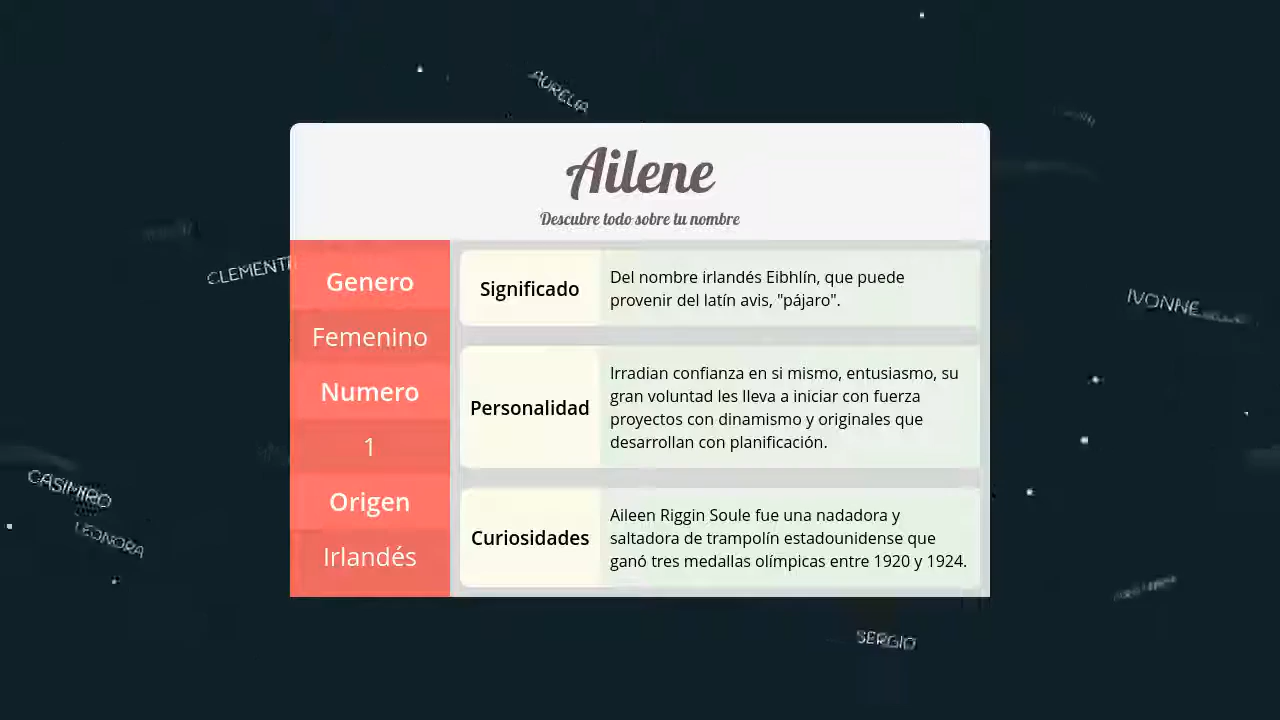 AURELIA
Ailene
Descubre todo sobre tu nombre
CLEMENT
Genero
Femenino
Numero
1
Origen
Irlandés
Significado
Del nombre irlandés Eibhlín, que puede
provenir del latín avis, "pájaro".
Personalidad
Irradian confianza en si mismo, entusiasmo, su
gran voluntad les lleva a iniciar con fuerza
proyectos con dinamismo y originales que
desarrollan con planificación.
Curiosidades
Aileen Riggin Soule fue una nadadora y
saltadora de trampolín estadounidense que
ganó tres medallas olímpicas entre 1920 y 1924.
IVONNE
CASIMIRO
LEONORA
SERGIO